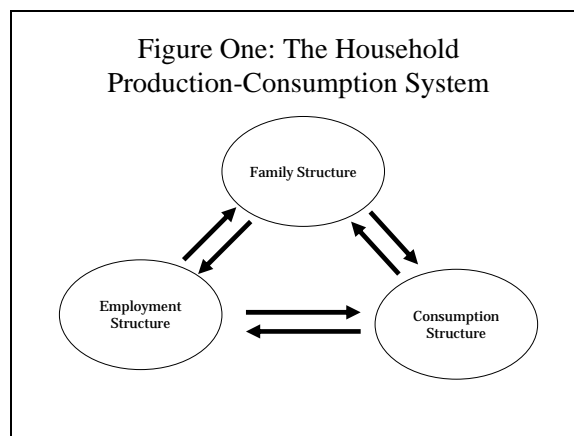 Figure One: The Household
Production-Consumption System
Family Structure
Employment
Structure
Consumption
Structure